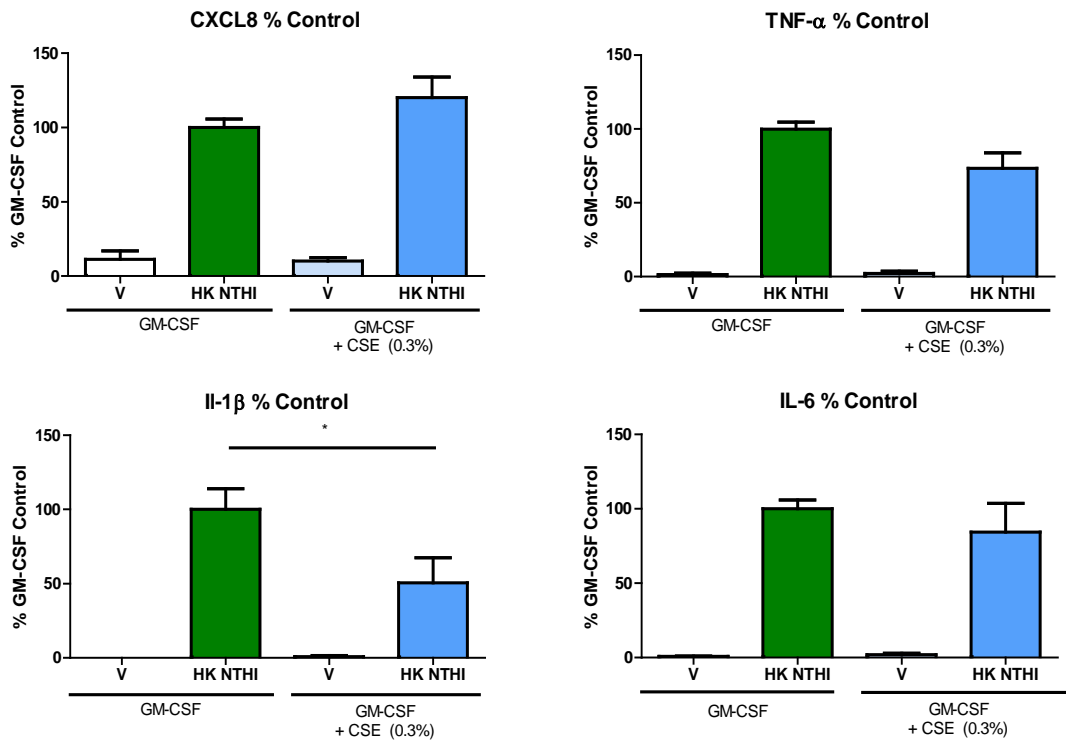 CXCL8 % Control
% GM-CSF Control
150
100
50
0
V
HK NTHI
V
HK NTHI
GM-CSF
GM-CSF
+ CSE (0.3%)
TNF-α % Control
% GM-CSF Control
150
100
50
0
V
HK NTHI
V
HK NTHI
GM-CSF
GM-CSF
+ CSE (0.3%)
Il-1β % Control
% GM-CSF Control
150
100
50
0
*
V
HK NTHI
V
HK NTHI
GM-CSF
GM-CSF
+ CSE (0.3%)
IL-6 % Control
% GM-CSF Control
150
100
50
0
V
HK NTHI
V
HK NTHI
GM-CSF
GM-CSF
+ CSE (0.3%)